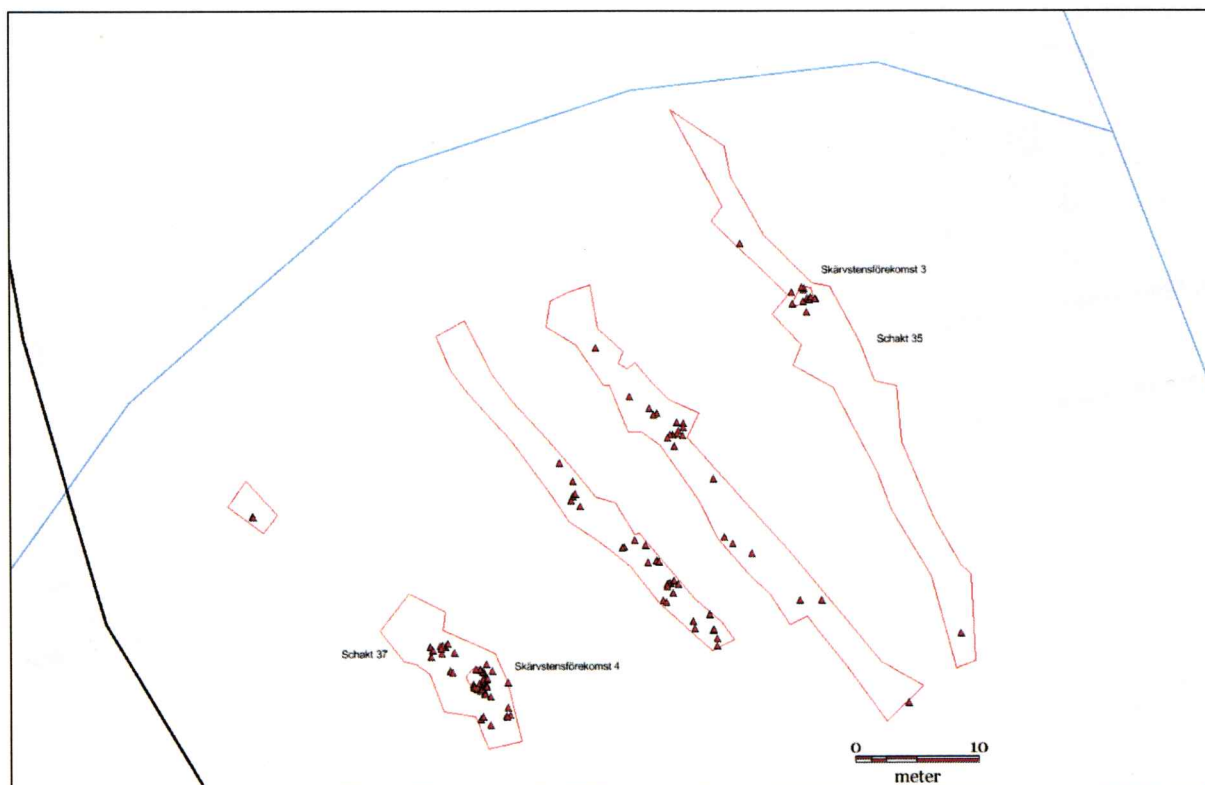 Skärvstensförekomst 3
Schakt 35
Schakt 37
Skärvstensförekomst 4
0 10
meter